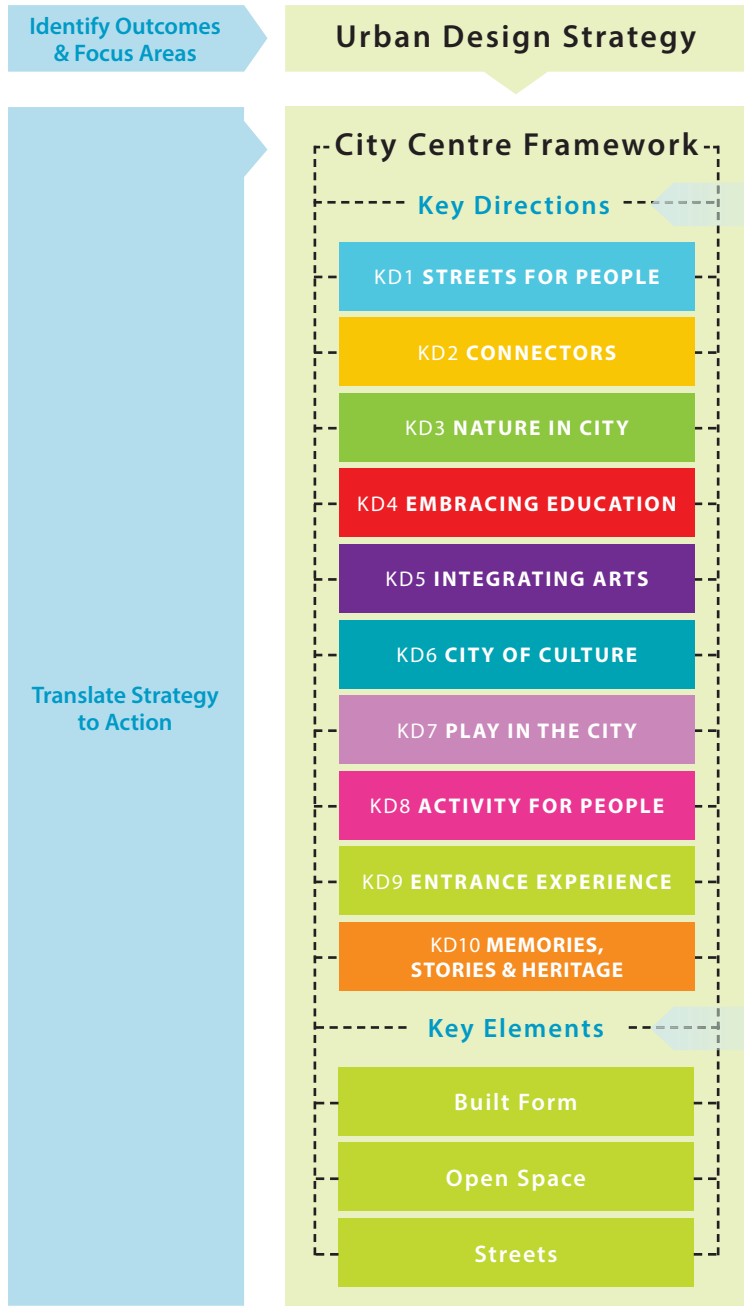 Identify Outcomes
& Focus Areas
Urban Design Strategy
Translate Strategy
to Action
City Centre Framework
Key Directions
KD1 STREETS FOR PEOPLE
KD2 CONNECTORS
KD3 NATURE IN CITY
KD4 EMBRACING EDUCATION
KD5 INTEGRATING ARTS
KD6 CITY OF CULTURE
KD7 PLAY IN THE CITY
KD8 ACTIVITY FOR PEOPLE
KD9 ENTRANCE EXPERIENCE
KD10 MEMORIES,
STORIES & HERITAGE
Key Elements
Built Form
Open Space
Streets